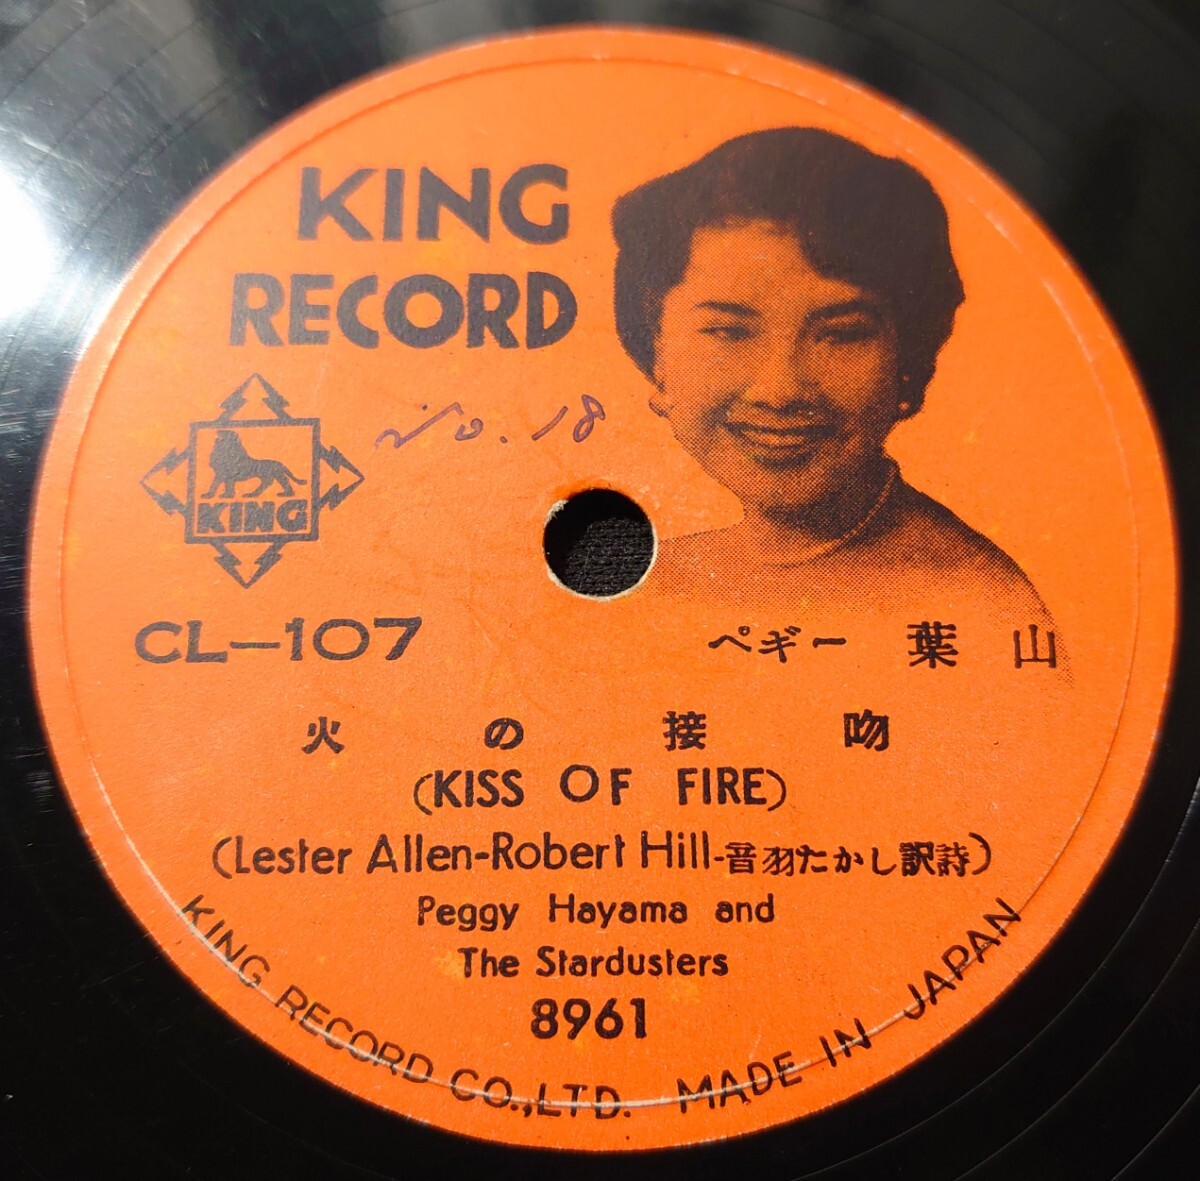 KING
RECORD
No. 18
KING
CL-107
ペギー 葉山
火の接吻
(KISS OF FIRE)
(Lester Allen-Robert Hill-音羽たかし訳詩)
Peggy Hayama and
The Stardusters
8961
KING RECORD CO.,LTD. MADE IN JAPAN